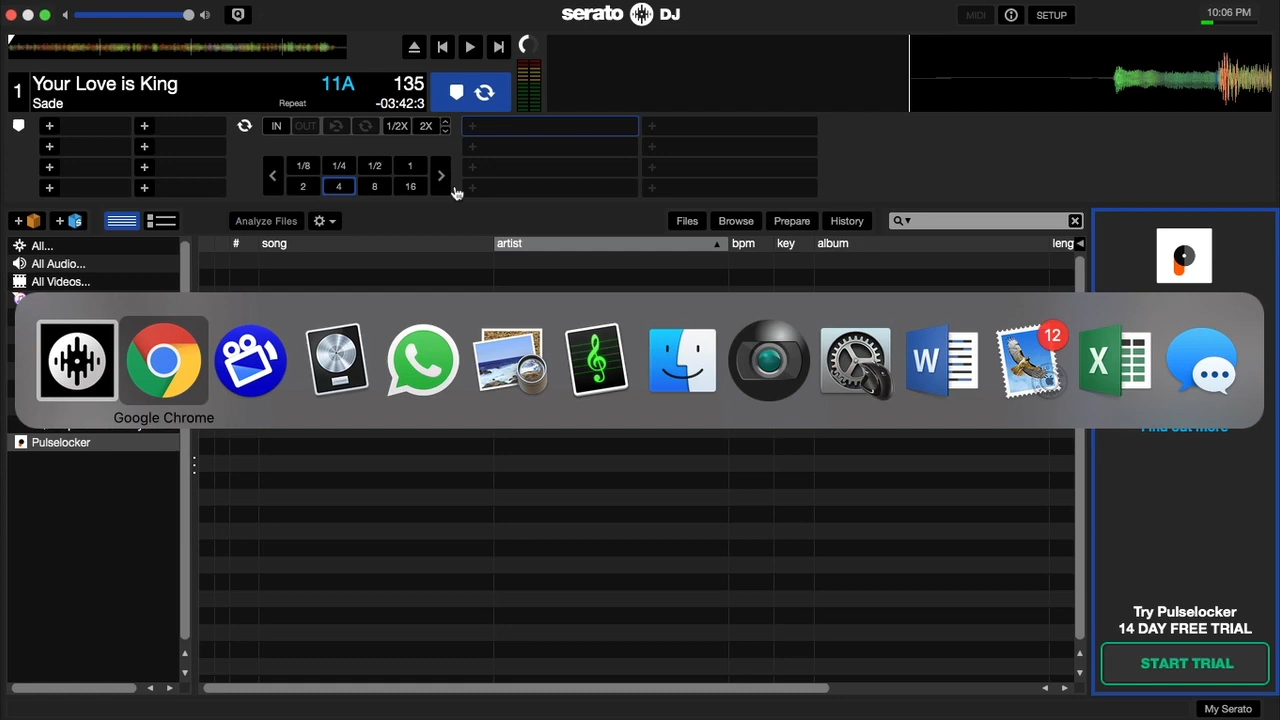 serato DJ
MIDI
SETUP
10:06 PM
1
Your Love is King
11A
135
Sade
Repeat
-03:42:3
IN
OUT
1/2X
2X
1/8
1/4
1/2
1
2
4
8
16
Analyze Files
Files
Browse
Prepare
History
#
song
artist
bpm
key
album
leng
All...
All Audio...
All Videos...
12
W
X
Google Chrome
Find out more
Pulselocker
Try Pulselocker
14 DAY FREE TRIAL
START TRIAL
My Serato